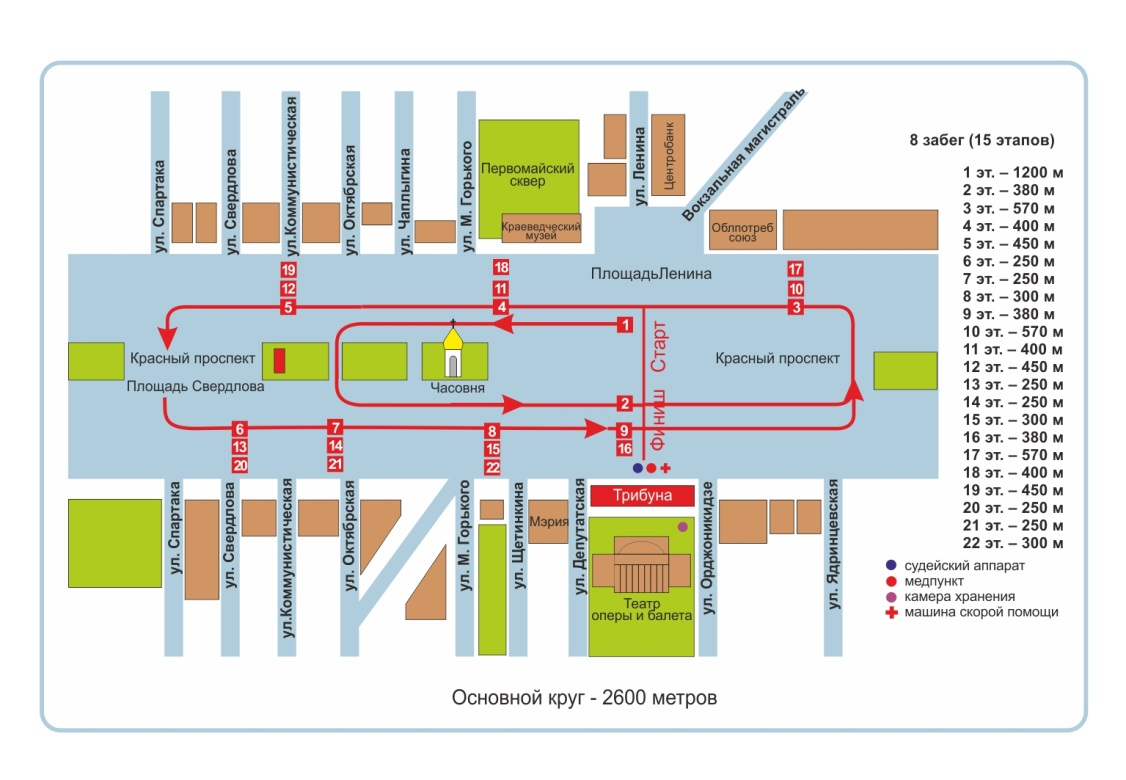 8 забег (15 этапов)
1 эт. – 1200 м
2 эт. – 380 м
3 эт. – 570 м
4 эт. – 400 м
5 эт. – 450 м
6 эт. – 250 м
7 эт. – 250 м
8 эт. – 300 м
9 эт. – 380 м
10 эт. – 570 м
11 эт. – 400 м
12 эт. – 450 м
13 эт. – 250 м
14 эт. – 250 м
15 эт. – 300 м
16 эт. – 380 м
17 эт. – 570 м
18 эт. – 400 м
19 эт. – 450 м
20 эт. – 250 м
21 эт. – 250 м
22 эт. – 300 м
судейский аппарат
медпункт
камера хранения
машина скорой помощи
ул. Спартака
ул. Свердлова
ул.Коммунистическая
ул. Октябрская
ул. Чаплыгина
ул. М. Горького
Первомайский
сквер
Краеведческий
музей
ул. Ленина
Центробанк
Вокзальная магистраль
Облпотреб
союз
19
12
5
18
11
4
ПлощадьЛенина
17
10
3
1
Старт
Красный проспект
Площадь Свердлова
Часовня
Красный проспект
2
Финиш
6
13
20
7
14
21
8
15
22
9
16
ул. Спартака
ул. Свердлова
ул.Коммунистическая
ул. Октябрская
ул. М. Горького
ул. Щетинкина
Мэрия
ул. Депутатская
Трибуна
Театр
оперы и балета
ул. Орджоникидзе
ул. Ядринцевская
Основной круг - 2600 метров